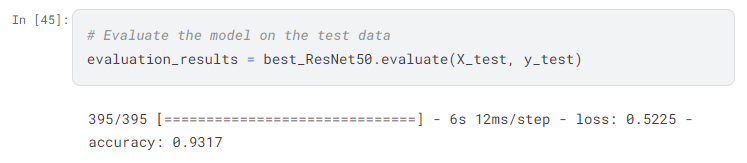 In [45]:
# Evaluate the model on the test data
evaluation_results = best_ResNet50.evaluate(X_test, y_test)
395/395 [==============================] - 6s 12ms/step - loss: 0.5225 -
accuracy: 0.9317